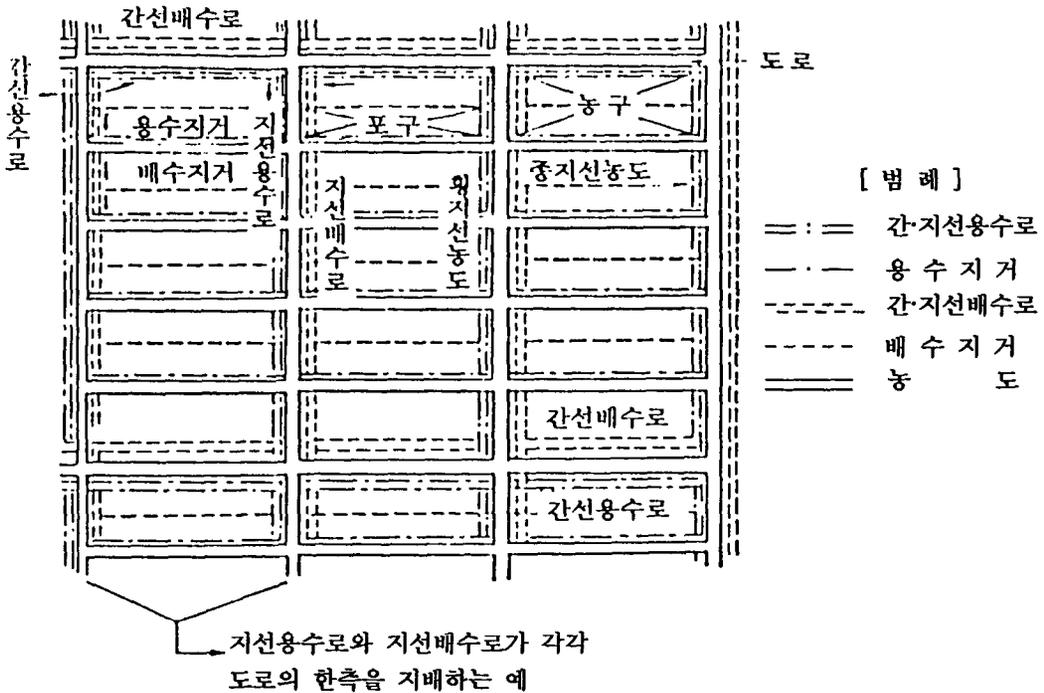 간선배수로
간선용수로
도로
농구
용수지거
지선용수로
포구
배수지거
종지선농도
지선배수로
횡지선농도
[ 범 례 ]
간·지선용수로
용 수 지 거
간·지선배수로
배 수 지 거
농 도
간선배수로
간선용수로
지선용수로와 지선배수로가 각각
도로의 한측을 지배하는 예